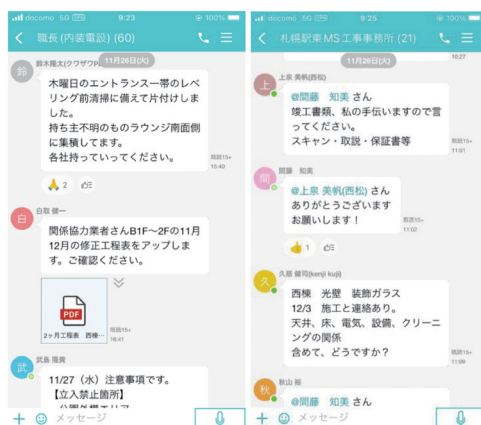 docomo 5G
9:23
100%
職長(内装電設)(60)
11月26日(火)
鈴
鈴木陽太(クワザワ
木曜日のエントランス一帯のレベ
リング前清掃に備えて片付けしま
した。
持ち主不明のものラウンジ南面側
に集積してます。
各社持っていってください。
既読15+
15:40
2
白
白取 健一
関係協力業者さんB1F〜2Fの11月
12月の修正工程表をアップしま
す。ご確認ください。
PDF
2ヶ月工程表 西棟…
既読15+
16:41
武
武島 隆貴
11/27(水)注意事項です。
【立入禁止箇所】
メッセージ
docomo 5G
9:25
100%
札幌駅東MS工事事務所(21)
11月26日(火)
10:27
上
上泉 美帆(西松)
@間藤 知美 さん
竣工書類、私の手伝いますので言
ってください。
スキャン・取説・保証書等
既読15+
11:01
間
間藤 知美
@上泉 美帆(西松) さん
ありがとうございます
お願いします!
既読15+
11:02
1
久
久慈 健司(kenji kuji)
西棟 光壁 装飾ガラス
12/3 施工と連絡あり。
天井、床、電気、設備、クリーニ
ングの関係
含めて、どうですか?
既読15+
11:09
秋
秋山 裕
@間藤 知美 さん
メッセージ